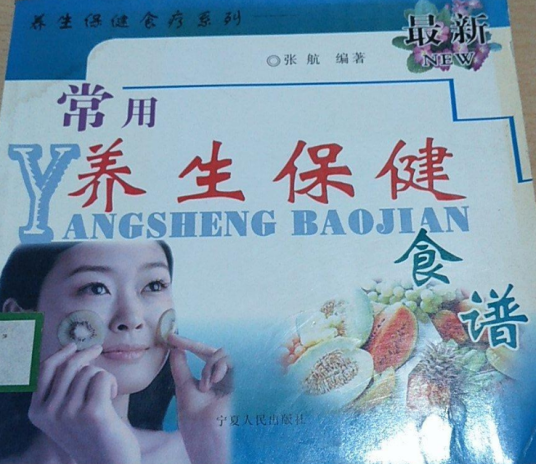 养生保健食疗系列
最新
NEW
◎张航 编著
常用
养生保健
YANGSHENG BAOJIAN
食谱
宁夏人民出版社